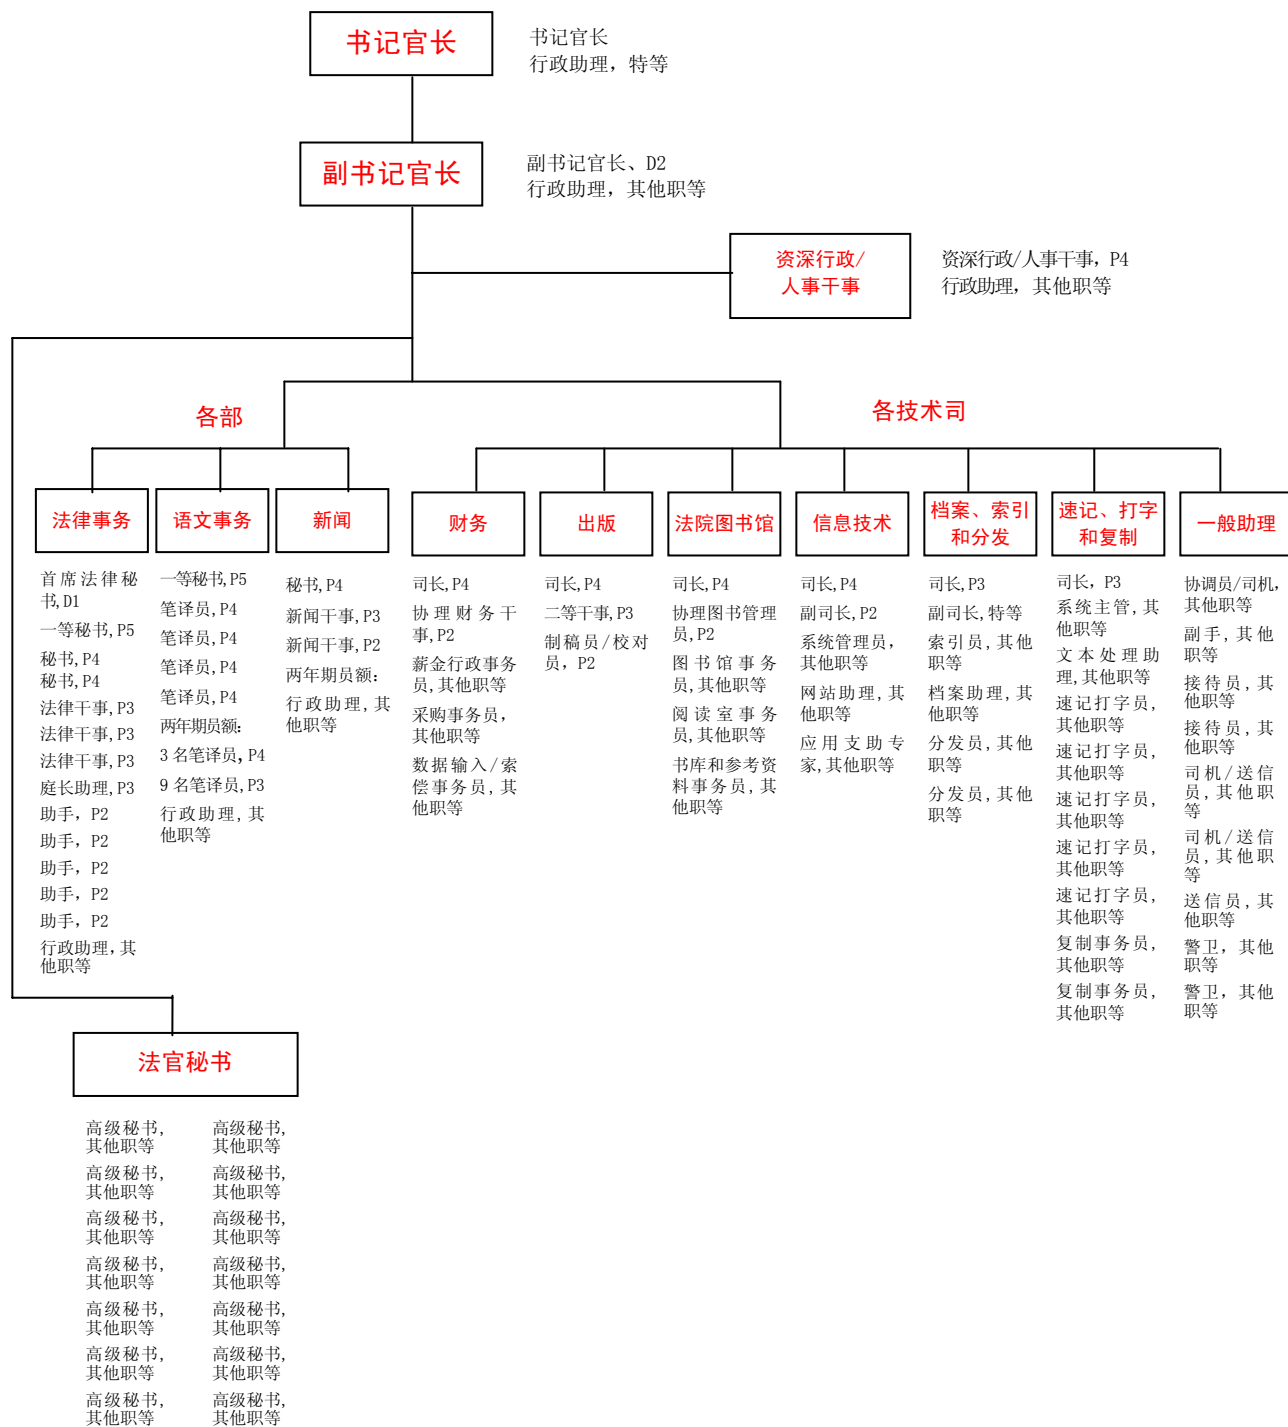 书记官长
书记官长
行政助理，特等
副书记官长
副书记官长、D2
行政助理，其他职等
资深行政/
人事干事
资深行政/人事干事，P4
行政助理，其他职等
各部
各技术司
法律事务
首席法律秘
书,D1
一等秘书,P5
秘书,P4
秘书,P4
法律干事,P3
法律干事,P3
法律干事,P3
庭长助理,P3
助手，P2
助手，P2
助手，P2
助手，P2
助手，P2
行政助理,其
他职等
语文事务
一等秘书,P5
笔译员,P4
笔译员,P4
笔译员,P4
笔译员,P4
两年期员额：
3 名笔译员，P4
9 名笔译员,P3
行政助理,其
他职等
新闻
秘书,P4
新闻干事,P3
新闻干事,P2
两年期员额：
行政助理,其
他职等
财务
司长,P4
协理财务干
事,P2
薪金行政事务
员,其他职等
采购事务员，
其他职等
数据输入/索
偿事务员,其
他职等
出版
司长,P4
二等干事,P3
制稿员/校对
员，P2
法院图书馆
司长,P4
协理图书管理
员,P2
图书馆事务
员,其他职等
阅读室事务
员,其他职等
书库和参考资
料事务员,其
他职等
信息技术
司长,P4
副司长,P2
系统管理员，
其他职等
网站助理,其
他职等
应用支助专
家,其他职等
档案、索引
和分发
司长,P3
副司长,特等
索引员,其他
职等
档案助理,其
他职等
分发员,其他
职等
分发员,其他
职等
速记、打字
和复制
司长，P3
系统主管,其
他职等
文本处理助
理,其他职等
速记打字员,
其他职等
速记打字员,
其他职等
速记打字员,
其他职等
速记打字员,
其他职等
速记打字员,
其他职等
复制事务员,
其他职等
复制事务员,
其他职等
一般助理
协调员/司机，
其他职等
副手,其他
职等
接待员,其
他职等
接待员,其
他职等
司机/送信
员,其他职
等
司机/送信
员,其他职
等
送信员,其
他职等
警卫，其他
职等
警卫，其他
职等
法官秘书
高级秘书,
其他职等
高级秘书,
其他职等
高级秘书,
其他职等
高级秘书,
其他职等
高级秘书,
其他职等
高级秘书,
其他职等
高级秘书,
其他职等
高级秘书,
其他职等
高级秘书,
其他职等
高级秘书,
其他职等
高级秘书,
其他职等
高级秘书,
其他职等
高级秘书,
其他职等
高级秘书,
其他职等